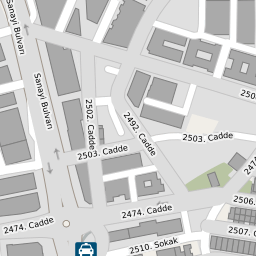 Sanayi Bulvarı
Sanayi Bulvarı
250
2502. Cadde
2492. Cadde
2503. Cadde
2503. Cadde
247
2506.
2474. Cadde
2474. Cadde
2507. C
2510. Sokak